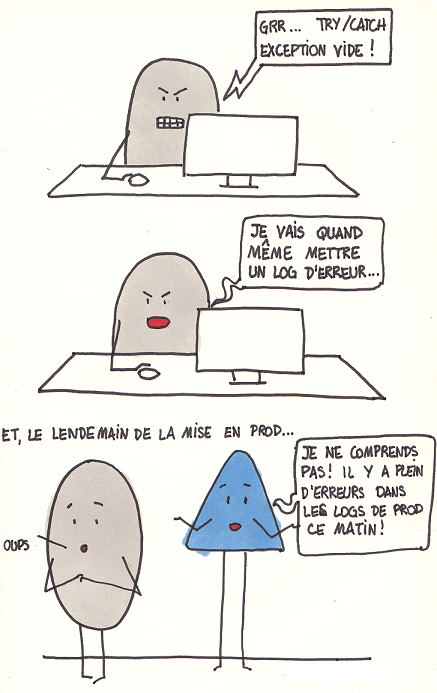 GRR... TRY/CATCH
EXCEPTION VIDE !
JE VAIS QUAND
MÊME METTRE
UN LOG D'ERREUR...
ET, LE LENDEMAIN DE LA MISE EN PROD...
JE NE COMPRENDS
PAS! IL Y A PLEIN
D'ERREURS DANS
LES LOGS DE PROD
CE MATIN!
OUPS